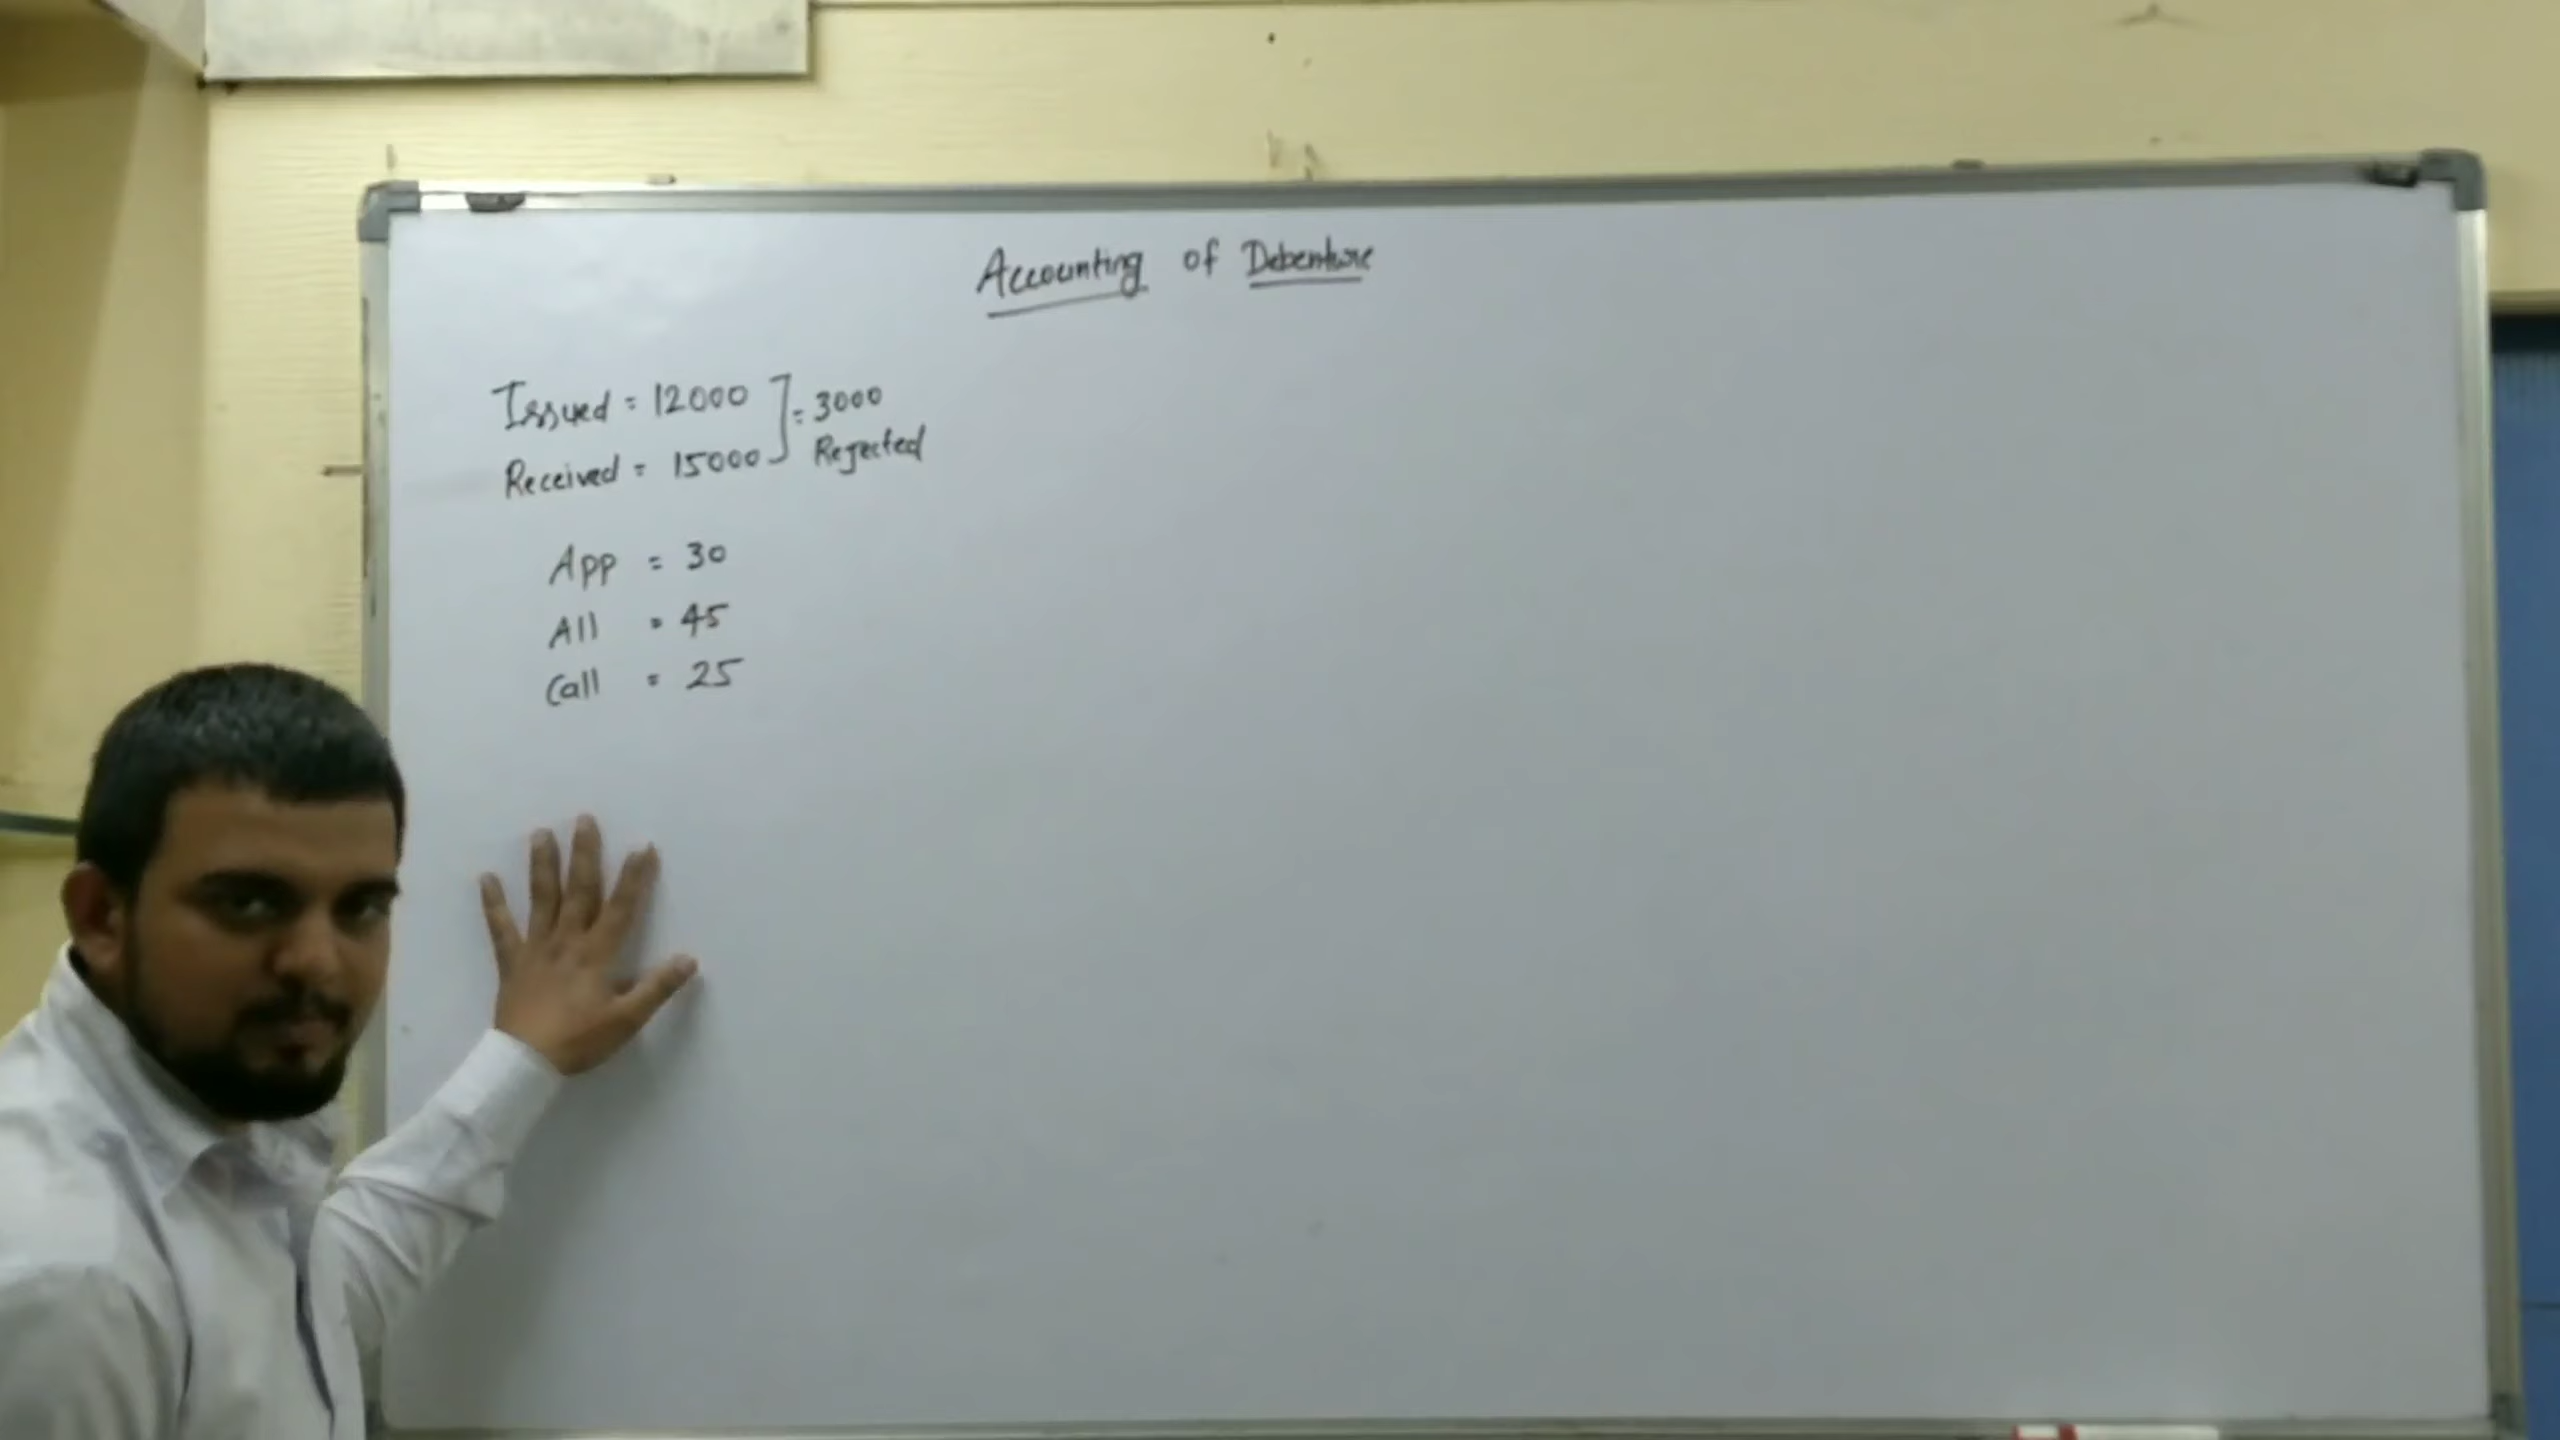 Accounting of Debenture
Issued = 12000
= 3000
Received = 15000
Rejected
App = 30
All = 45
Call = 25